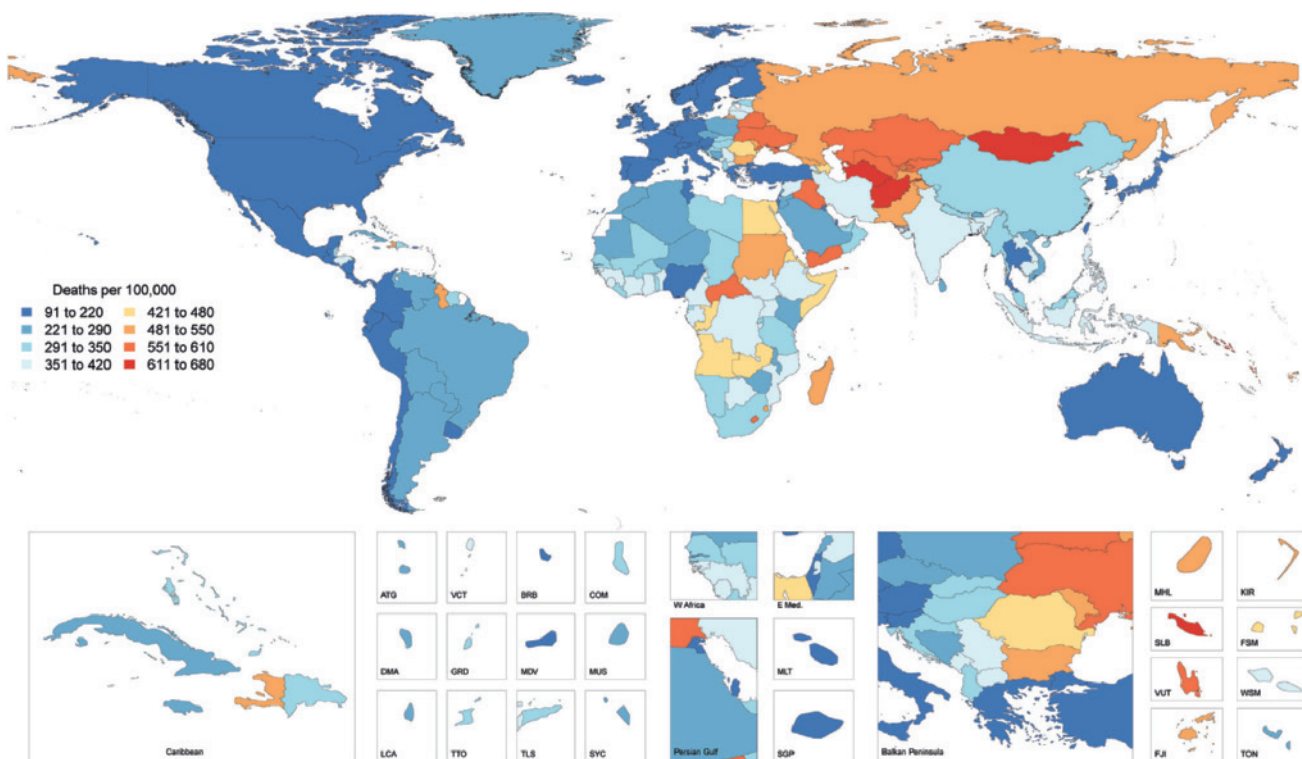 Deaths per 100,000
91 to 220 421 to 480
221 to 290 481 to 550
291 to 350 551 to 610
351 to 420 611 to 680
ATG VCT BRB COM
W Africa E Med.
MHL KIR
DMA GRD MDV MUS
MLT
SLB FSM
VUT WSM
Caribbean
LCA TTO TLS SYC
Persian Gulf
SGP
Balkan Peninsula
FJI TON